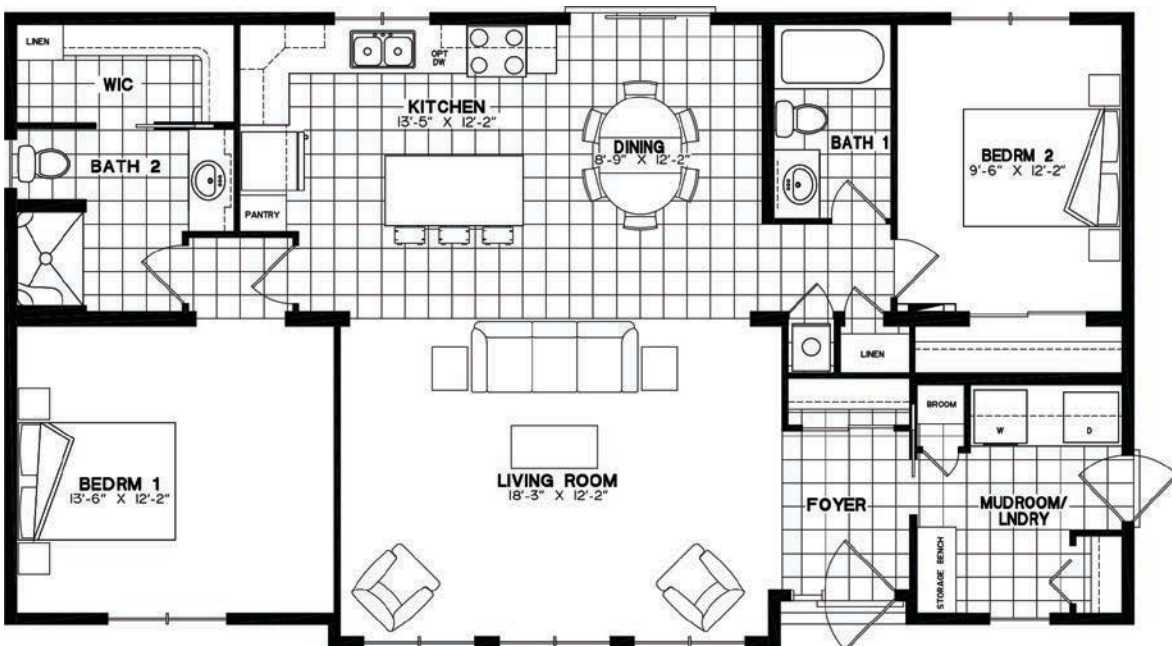 LINEN
WIC
BATH 2
OPT
DW
KITCHEN
13'-5" X 12'-2"
PANTRY
DINING
8'-9" X 12'-2"
BATH 1
BEDRM 2
9'-6" X 12'-2"
LINEN
BROOM
W
D
BEDRM 1
13'-6" X 12'-2"
LIVING ROOM
18'-3" X 12'-2"
FOYER
MUDROOM/
LNDRY
STORAGE BENCH